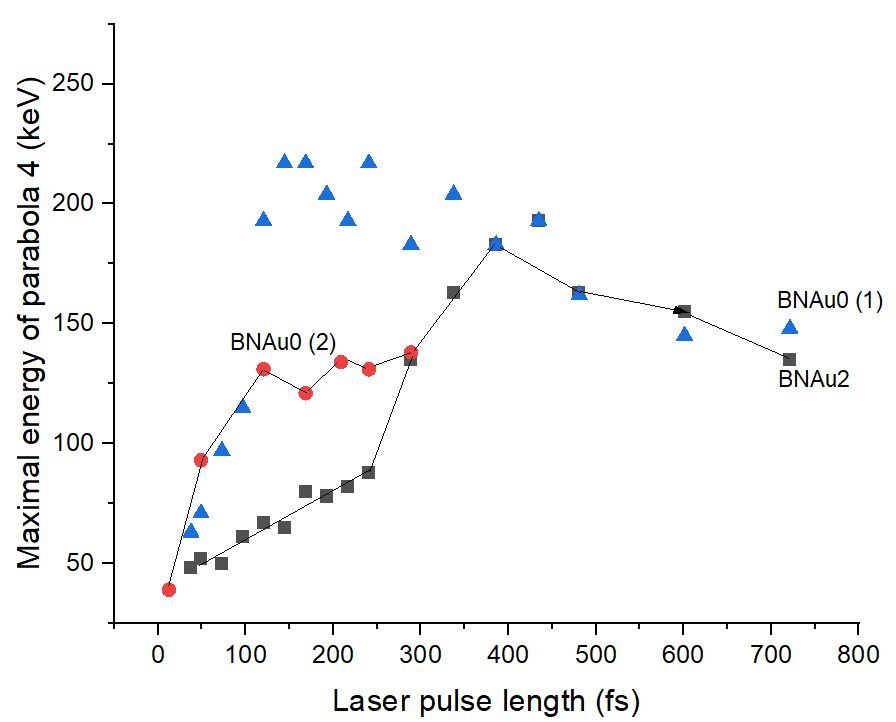 Maximal energy of parabola 4 (keV)
250
200
150
100
50
BNAu0 (2)
BNAu0 (1)
BNAu2
0 100 200 300 400 500 600 700 800
Laser pulse length (fs)